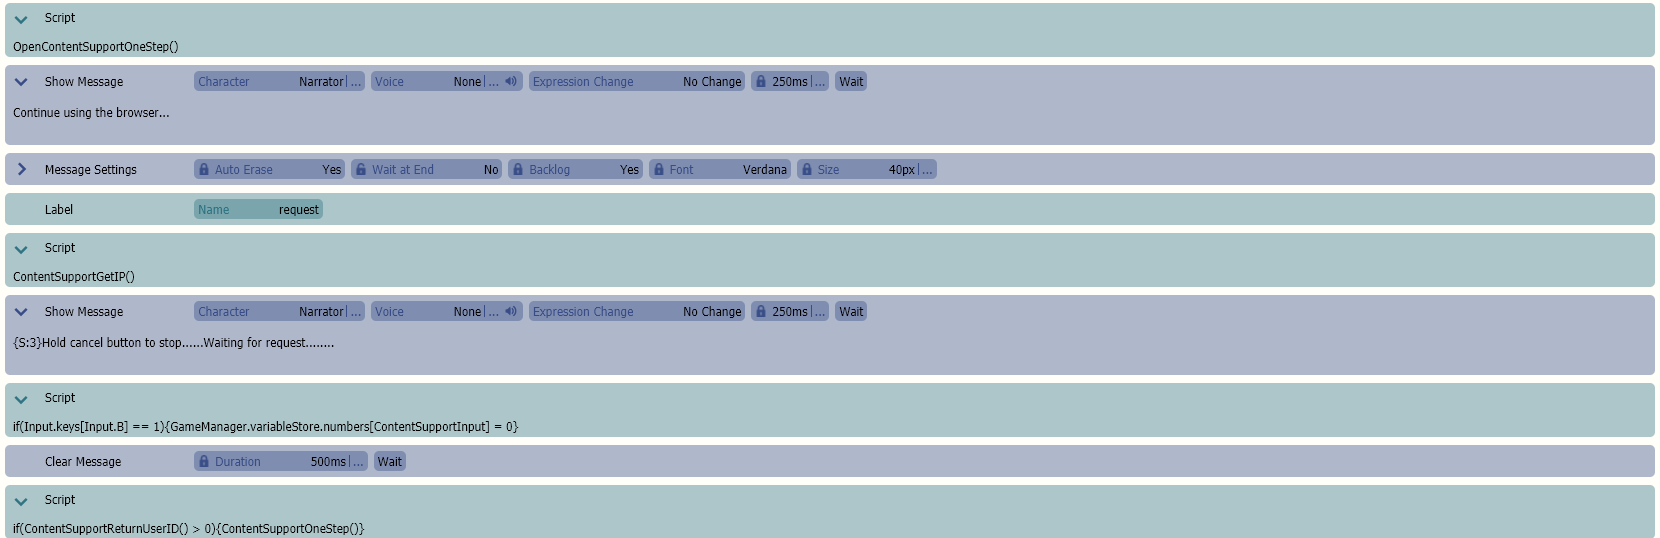 Script
OpenContentSupportOneStep()
Show Message Character Narrator|... Voice None|... Expression Change No Change 250ms|... Wait
Continue using the browser...
Message Settings Auto Erase Yes Wait at End No Backlog Yes Font Verdana Size 40px|...
Label Name request
Script
ContentSupportGetIP()
Show Message Character Narrator|... Voice None|... Expression Change No Change 250ms|... Wait
{S:3}Hold cancel button to stop......Waiting for request........
Script
if(Input.keys[Input.B] == 1){GameManager.variableStore.numbers[ContentSupportInput] = 0}
Clear Message Duration 500ms|... Wait
Script
if(ContentSupportReturnUserID() > 0){ContentSupportOneStep()}